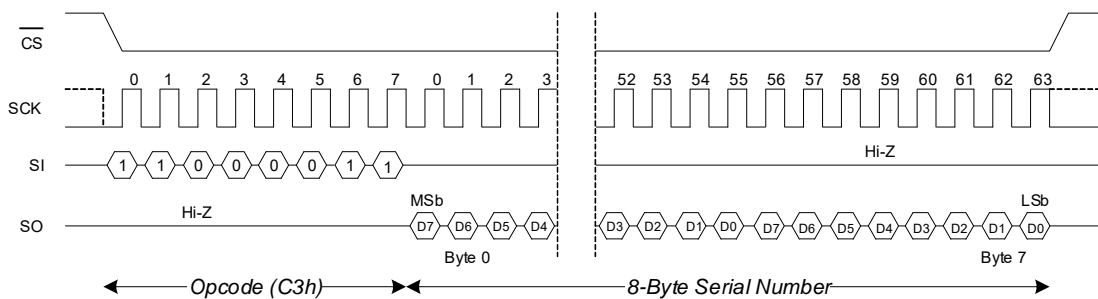 CS
0 1 2 3 4 5 6 7 0 1 2 3 52 53 54 55 56 57 58 59 60 61 62 63
SCK
Hi-Z
SI 1 1 0 0 0 0 1 1
Hi-Z MSb LSb
SO D7 D6 D5 D4 D3 D2 D1 D0 D7 D6 D5 D4 D3 D2 D1 D0
Byte 0 Byte 7
Opcode (C3h) 8-Byte Serial Number